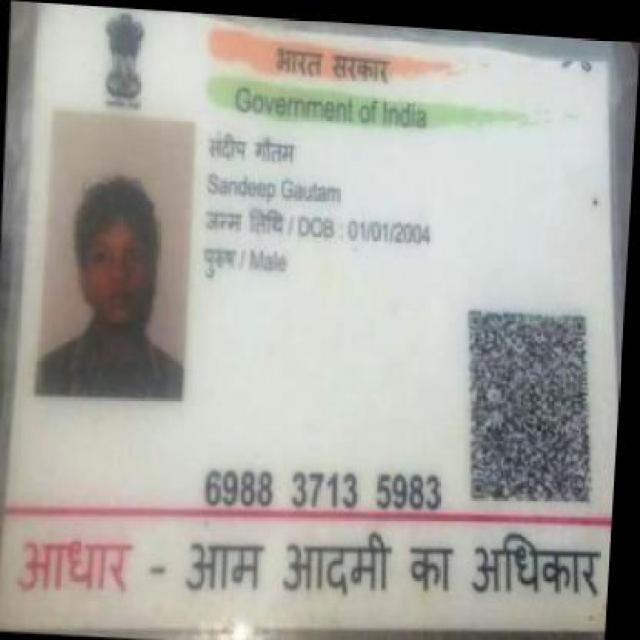 भारत सरकार
Government of India
संदीप गौतम
Sandeep Gautam
जन्म तिथि / DOB : 01/01/2004
पुरुष / Male
6988 3713 5983
आधार - आम आदमी का अधिकार